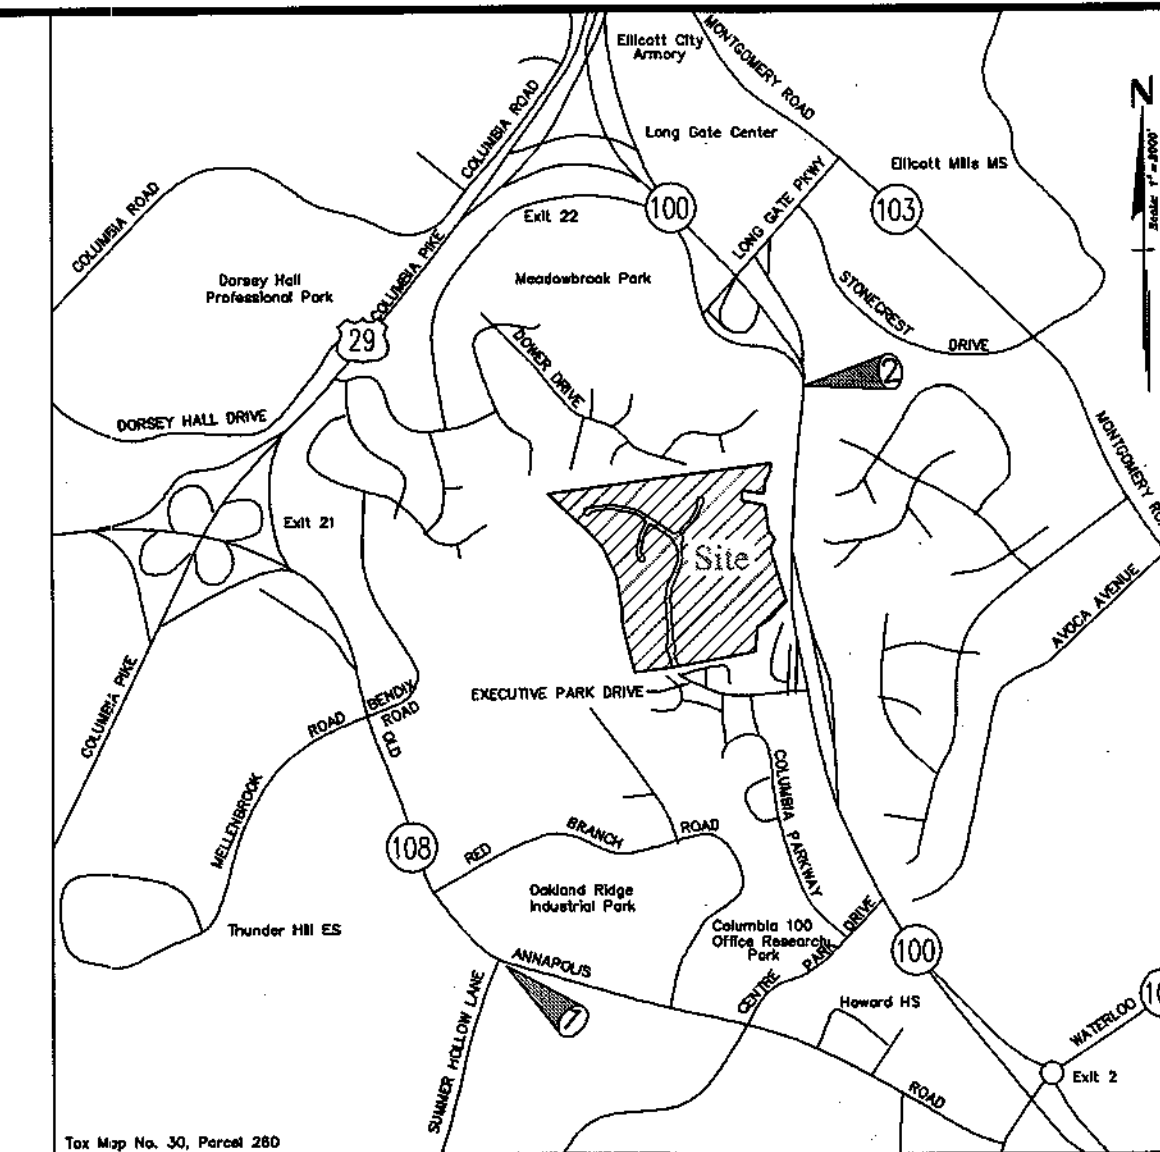 Ellicott City
Armory
MONTGOMERY ROAD
N
Scale: 1" = 2000'
COLUMBIA ROAD
Long Gate Center
Ellicott Mills MS
COLUMBIA ROAD
100
LONG GATE PKWY
103
Exit 22
COLUMBIA PIKE
Dorsey Hall
Professional Park
Meadowbrook Park
STONECREST
DRIVE
29
DOWER DRIVE
2
DORSEY HALL DRIVE
MONTGOMERY
Exit 21
Site
AVOCA AVENUE
COLUMBIA PIKE
EXECUTIVE PARK DRIVE
BENDIX
ROAD
ROAD
OLD
MELLENBROOK
COLUMBIA PARKWAY
108
RED
BRANCH
ROAD
Oakland Ridge
Industrial Park
Thunder Hill ES
Columbia 100
Office Research
Park
CENTRE
PARK
DRIVE
100
ANNAPOLIS
SUMMER HOLLOW LANE
1
Howard HS
WATERLOO
Exit 2
ROAD
Tax Map No. 30, Parcel 260